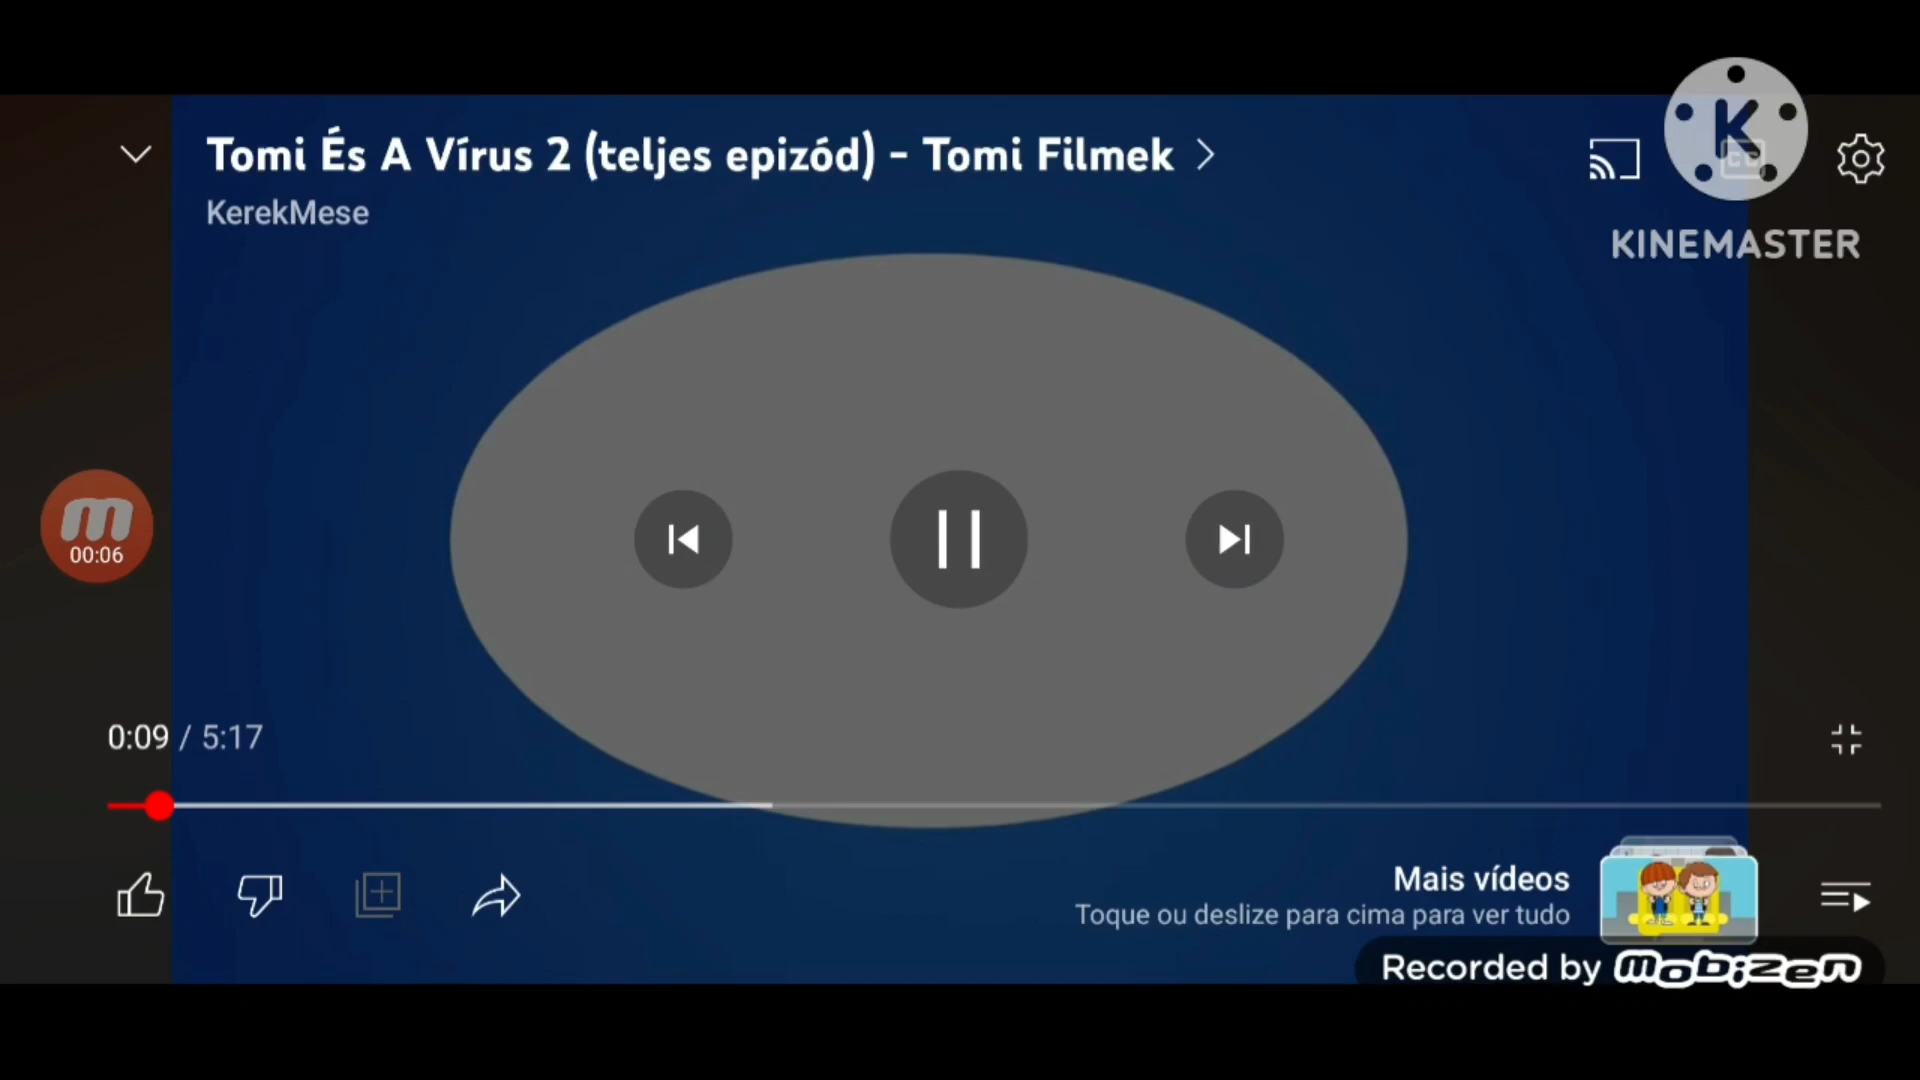 Tomi És A Vírus 2 (teljes epizód) - Tomi Filmek
KerekMese
K
KINEMASTER
m
00:06
0:09 / 5:17
Mais vídeos
Toque ou deslize para cima para ver tudo
Recorded by mobizen